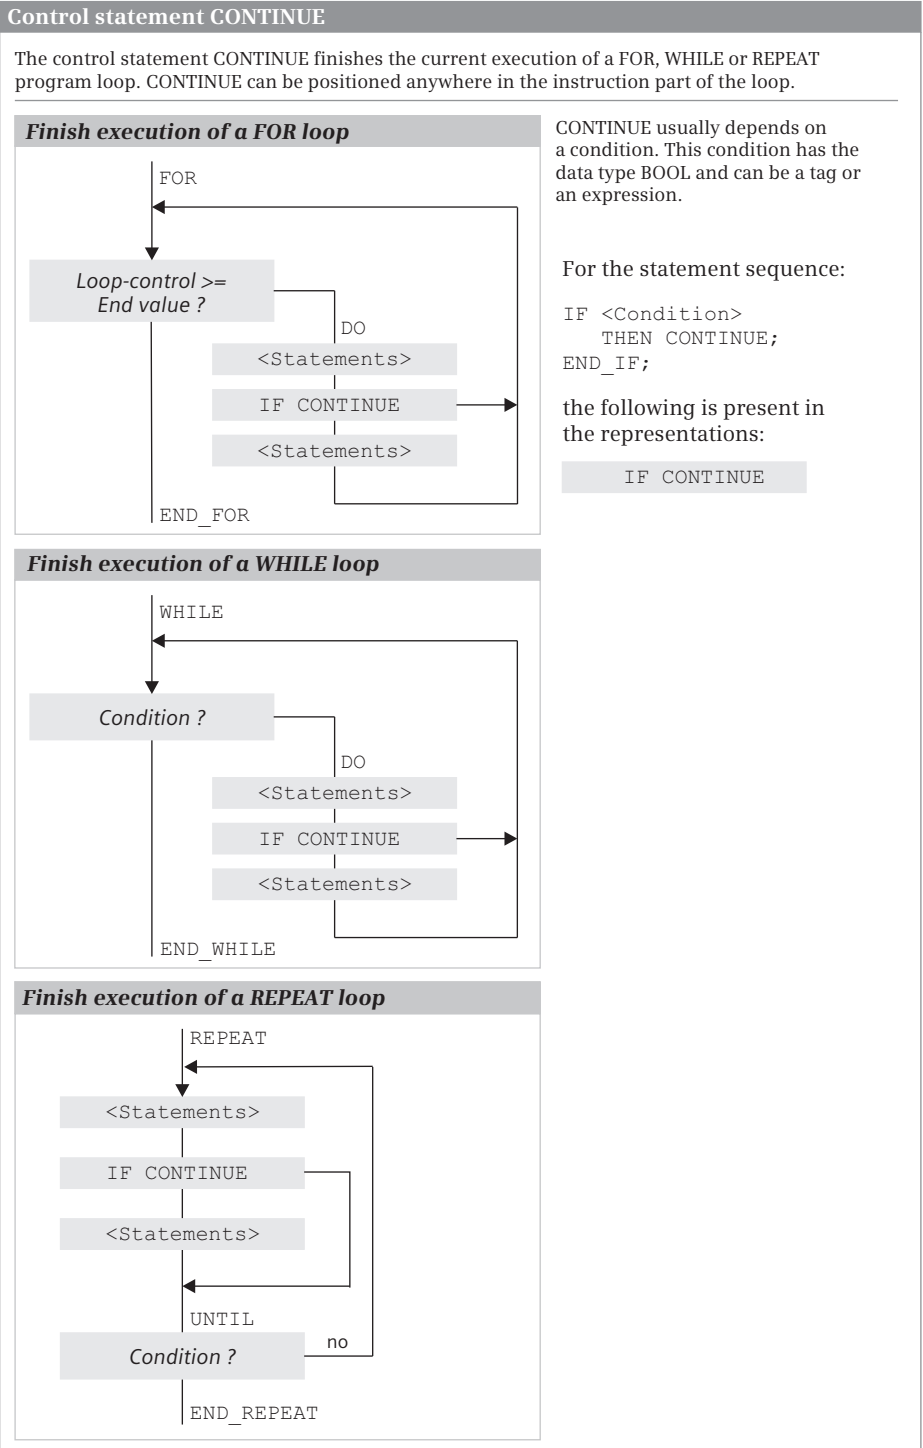 Control statement CONTINUE
The control statement CONTINUE finishes the current execution of a FOR, WHILE or REPEAT
program loop. CONTINUE can be positioned anywhere in the instruction part of the loop.
Finish execution of a FOR loop
FOR
Loop-control >=
End value ?
DO
<Statements>
IF CONTINUE
<Statements>
END_FOR
CONTINUE usually depends on
a condition. This condition has the
data type BOOL and can be a tag or
an expression.
For the statement sequence:
IF <Condition>
THEN CONTINUE;
END_IF;
the following is present in
the representations:
IF CONTINUE
Finish execution of a WHILE loop
WHILE
Condition ?
DO
<Statements>
IF CONTINUE
<Statements>
END_WHILE
Finish execution of a REPEAT loop
REPEAT
<Statements>
IF CONTINUE
<Statements>
UNTIL
Condition ?
no
END_REPEAT